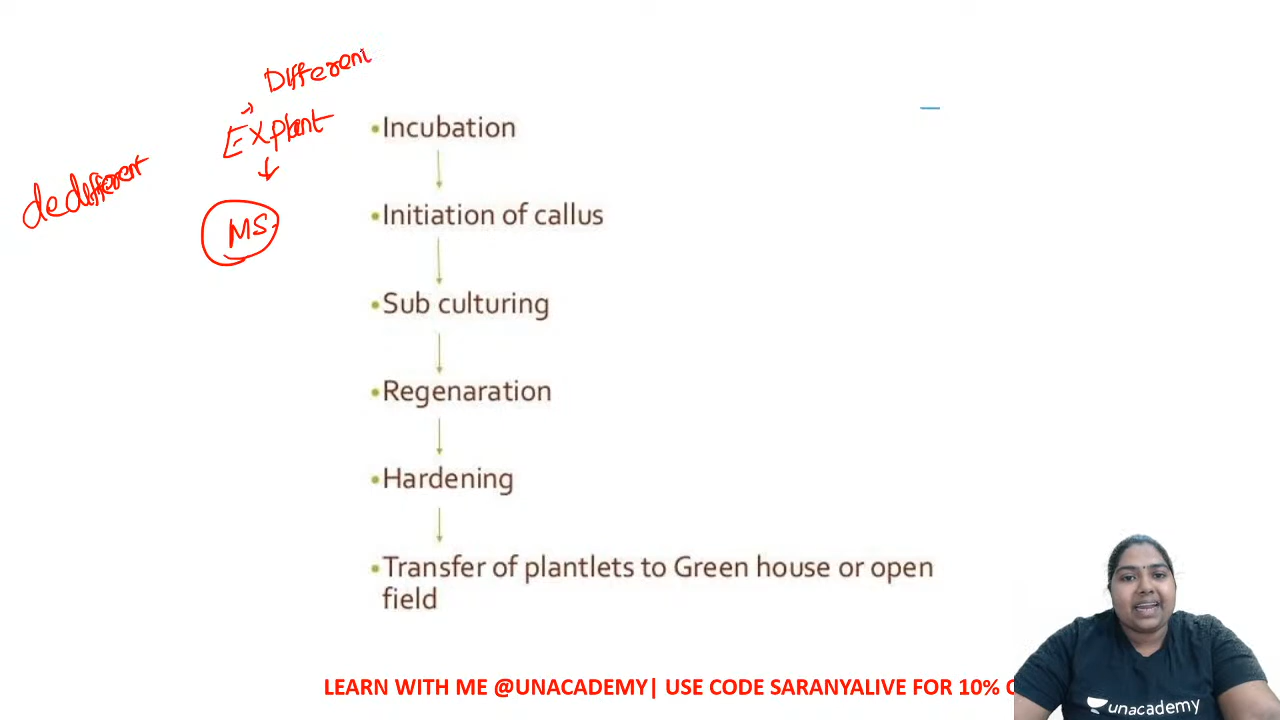 Differeni
Explant
dedifferent
MS.
•Incubation
•Initiation of callus
•Sub culturing
•Regenaration
•Hardening
•Transfer of plantlets to Green house or open
field
LEARN WITH ME @UNACADEMY| USE CODE SARANYALIVE FOR 10%
unacademy